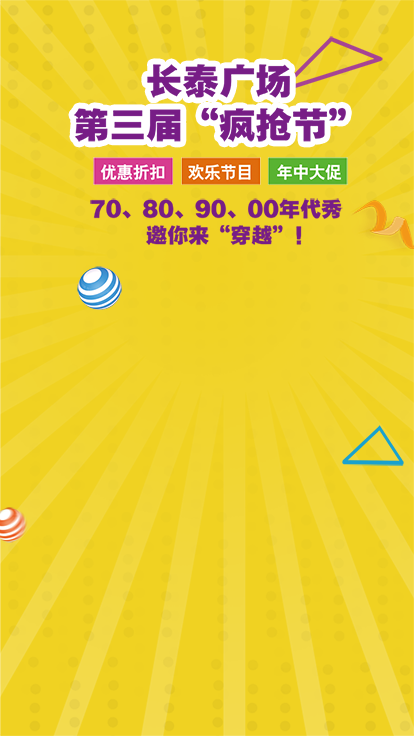 长泰广场
第三届“疯抢节”
优惠折扣 欢乐节目 年中大促
70、80、90、00年代秀
邀你来“穿越”！